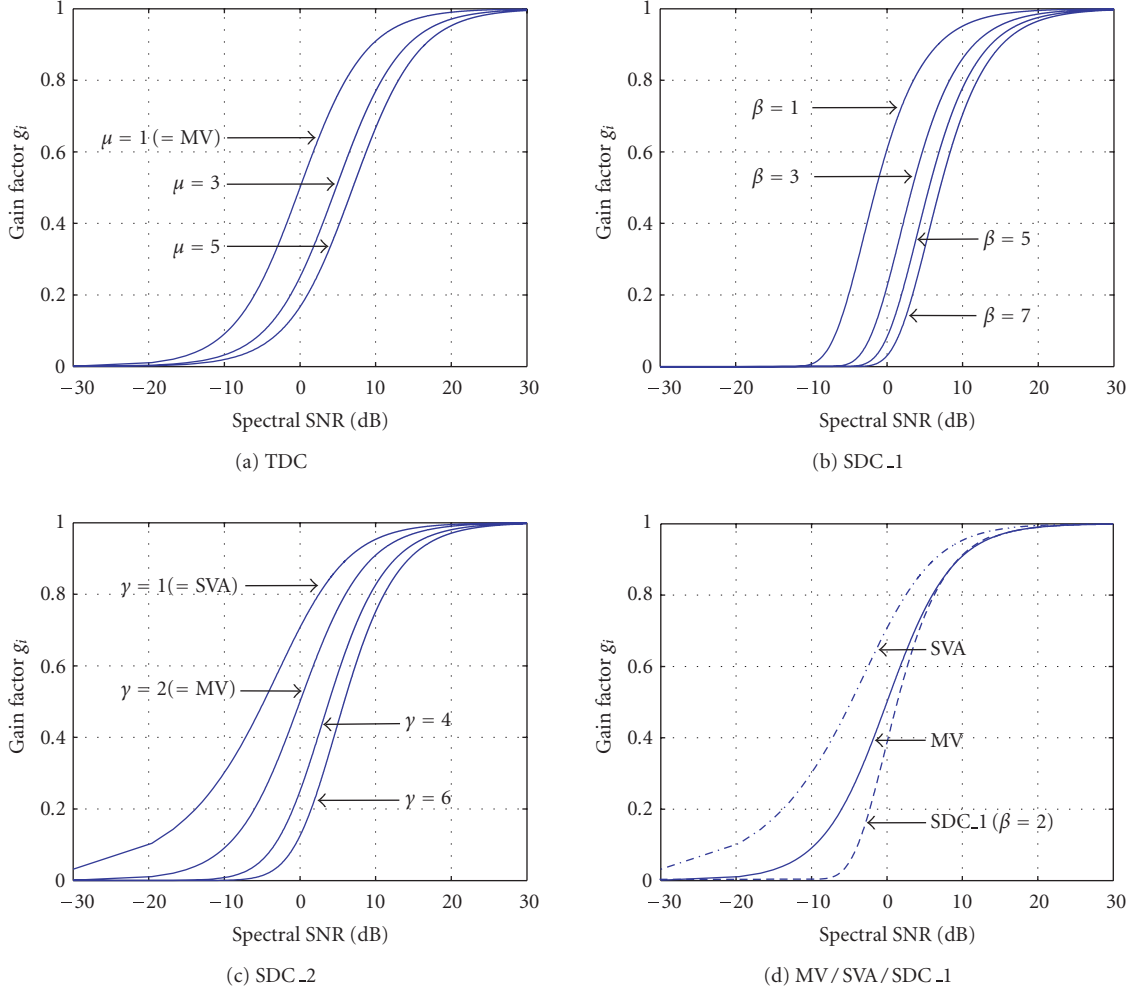 1
0.8
0.6
0.4
0.2
0
Gain factor gᵢ
μ = 1 (= MV)
μ = 3
μ = 5
−30 −20 −10 0 10 20 30
Spectral SNR (dB)
(a) TDC
1
0.8
0.6
0.4
0.2
0
Gain factor gᵢ
β = 1
β = 3
β = 5
β = 7
−30 −20 −10 0 10 20 30
Spectral SNR (dB)
(b) SDC_1
1
0.8
0.6
0.4
0.2
0
Gain factor gᵢ
γ = 1(= SVA)
γ = 2(= MV)
γ = 4
γ = 6
−30 −20 −10 0 10 20 30
Spectral SNR (dB)
(c) SDC_2
1
0.8
0.6
0.4
0.2
0
Gain factor gᵢ
SVA
MV
SDC_1 (β = 2)
−30 −20 −10 0 10 20 30
Spectral SNR (dB)
(d) MV/SVA/SDC_1